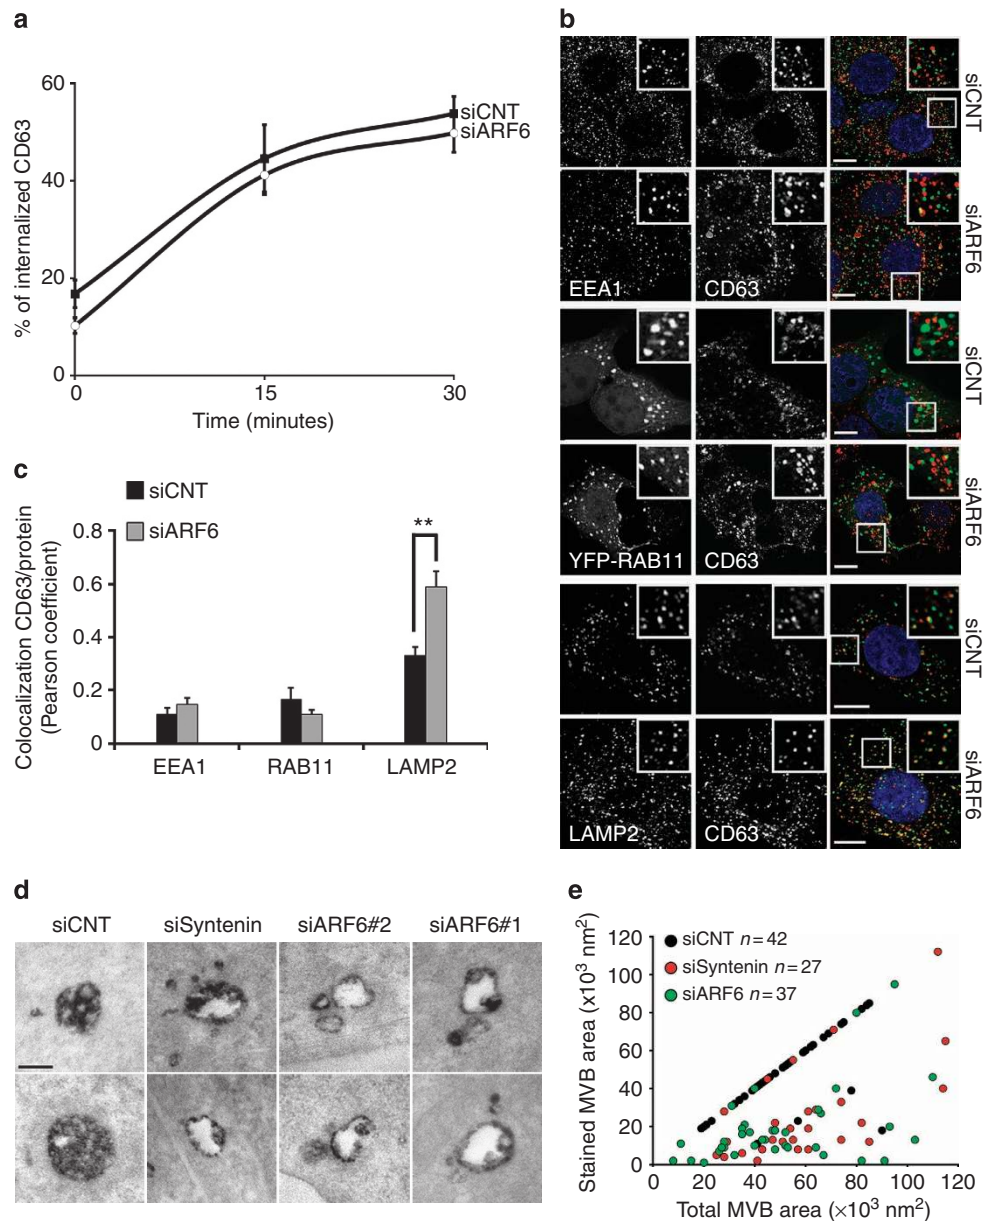 a
60
40
20
0
% of internalized CD63
siCNT
siARF6
0 15 30
Time (minutes)
b
siCNT
siARF6
EEA1 CD63
siCNT
siARF6
YFP-RAB11 CD63
siCNT
siARF6
LAMP2 CD63
c
siCNT
siARF6
0.8
0.6
0.4
0.2
0
Colocalization CD63/protein
(Pearson coefficient)
**
EEA1 RAB11 LAMP2
d
siCNT siSyntenin siARF6#2 siARF6#1
e
Stained MVB area (x10³ nm²)
120
100
80
60
40
20
0
siCNT n = 42
siSyntenin n = 27
siARF6 n = 37
0 20 40 60 80 100 120
Total MVB area (×10³ nm²)